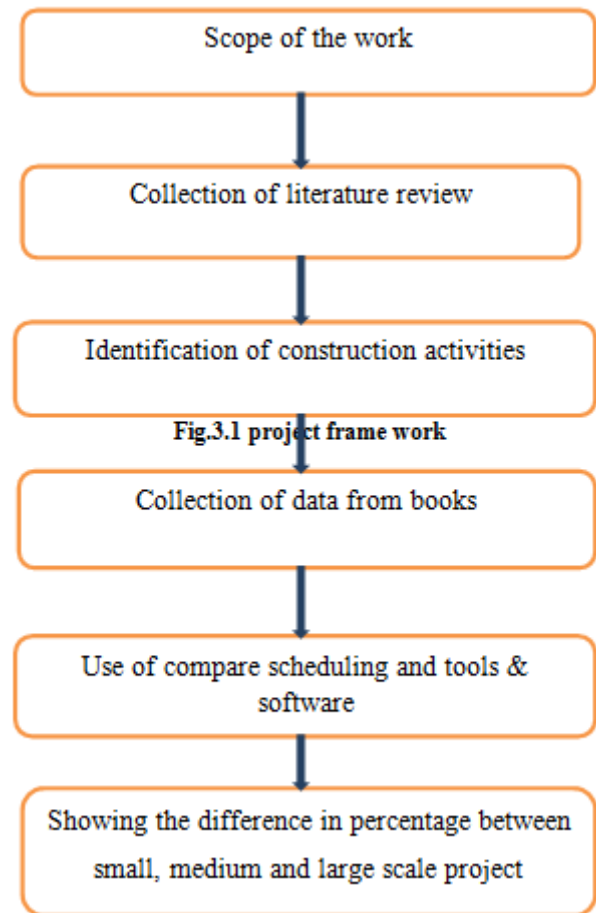 Scope of the work
Collection of literature review
Identification of construction activities
Fig.3.1 project frame work
Collection of data from books
Use of compare scheduling and tools &
software
Showing the difference in percentage between
small, medium and large scale project